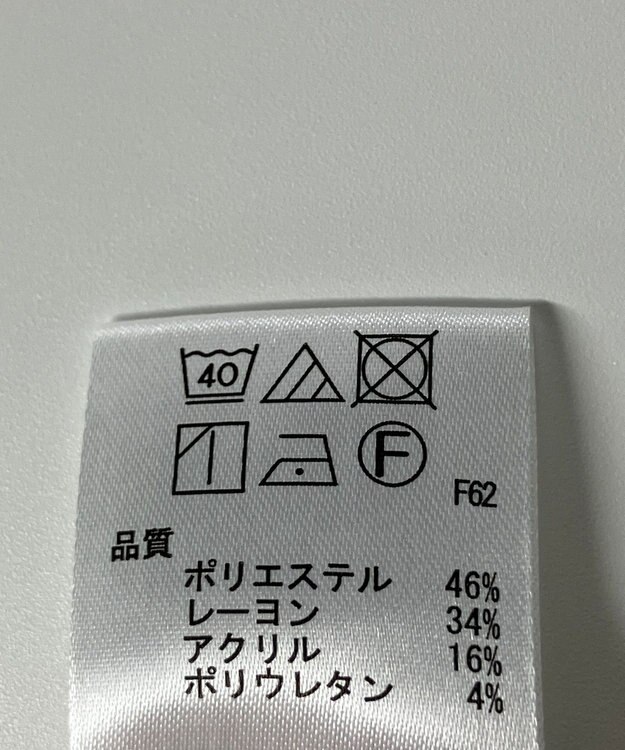 40
F
F62
品質
ポリエステル 46%
レーヨン 34%
アクリル 16%
ポリウレタン 4%